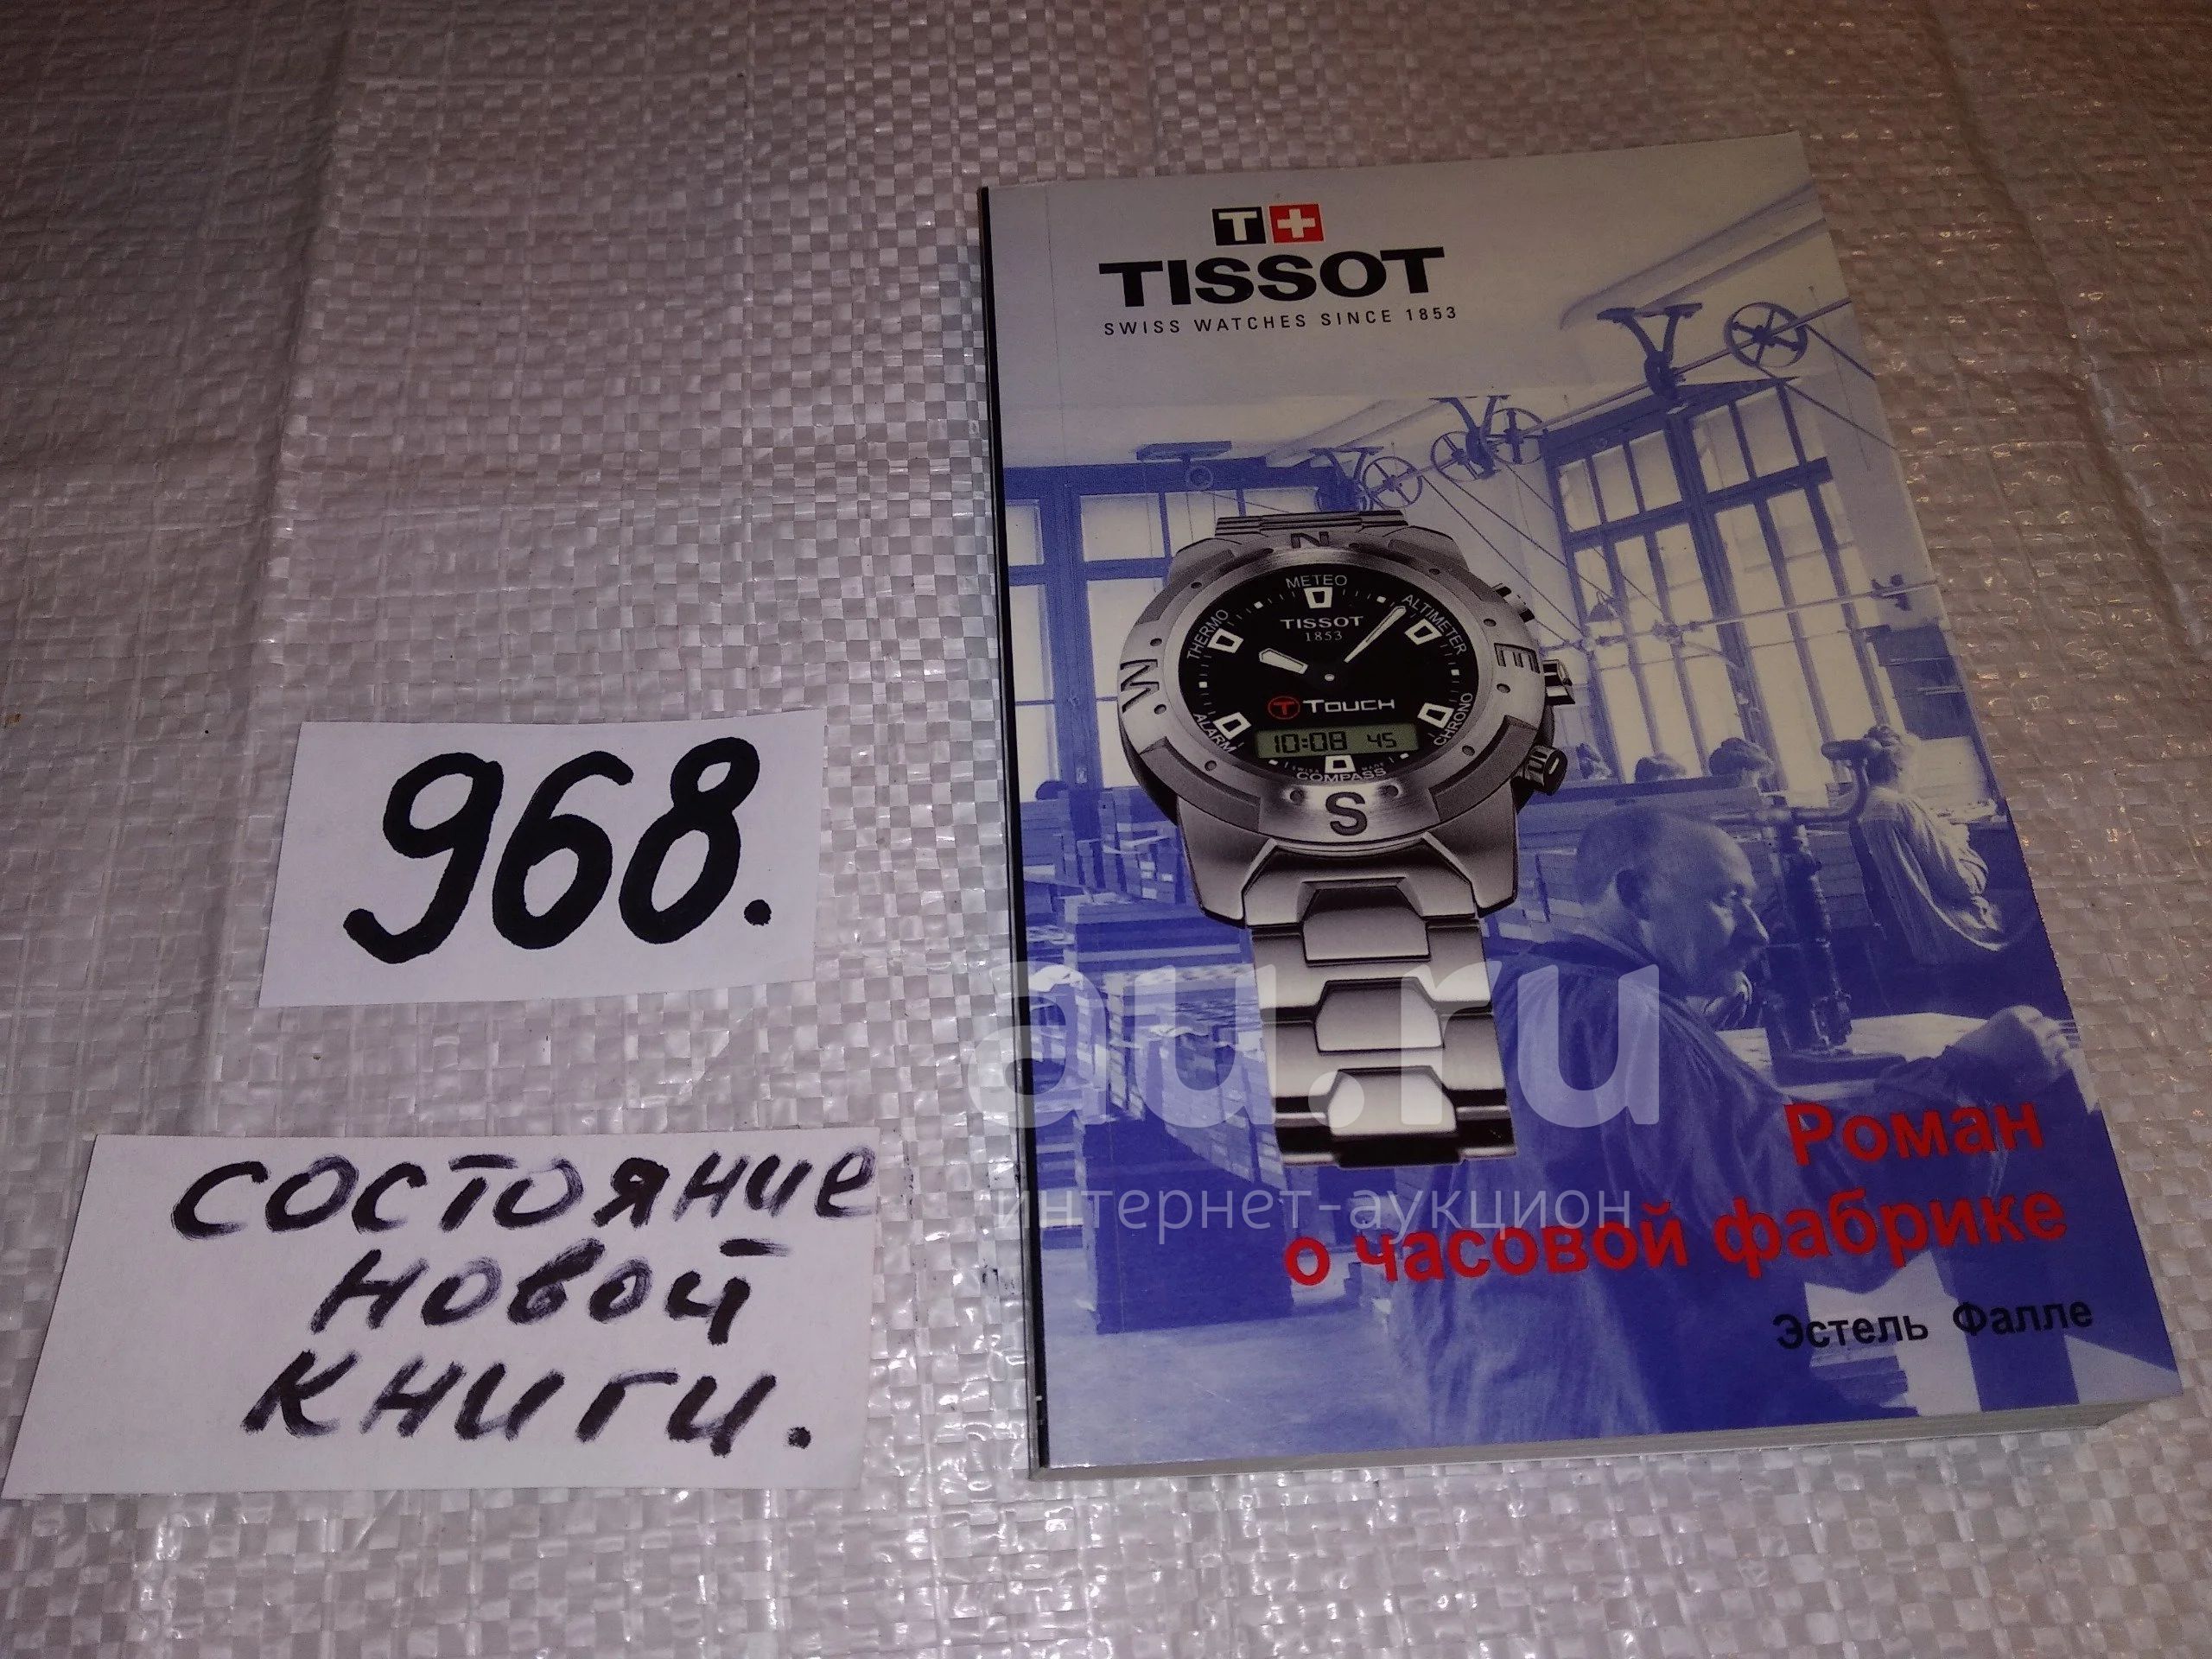 968.
состояние
новой
книги.
T+
TISSOT
SWISS WATCHES SINCE 1853
N
METEO
THERMO
ALTIMETER
TISSOT
1853
W
E
T Touch
ALARM
CHRONO
10:08 45
COMPASS
S
au.ru
интернет-аукцион
Роман
о часовой фабрике
Эстель Фалле